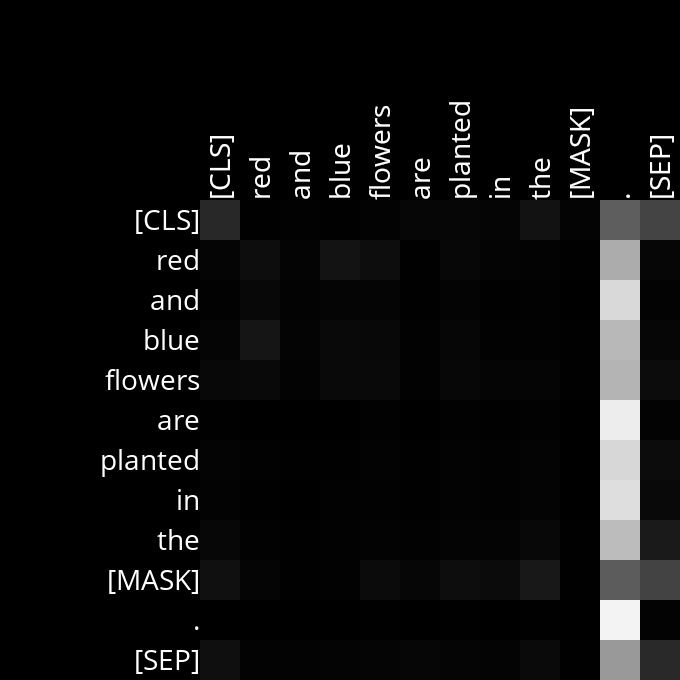 [CLS] red and blue flowers are planted in the [MASK] . [SEP]
[CLS]
red
and
blue
flowers
are
planted
in
the
[MASK]
.
[SEP]